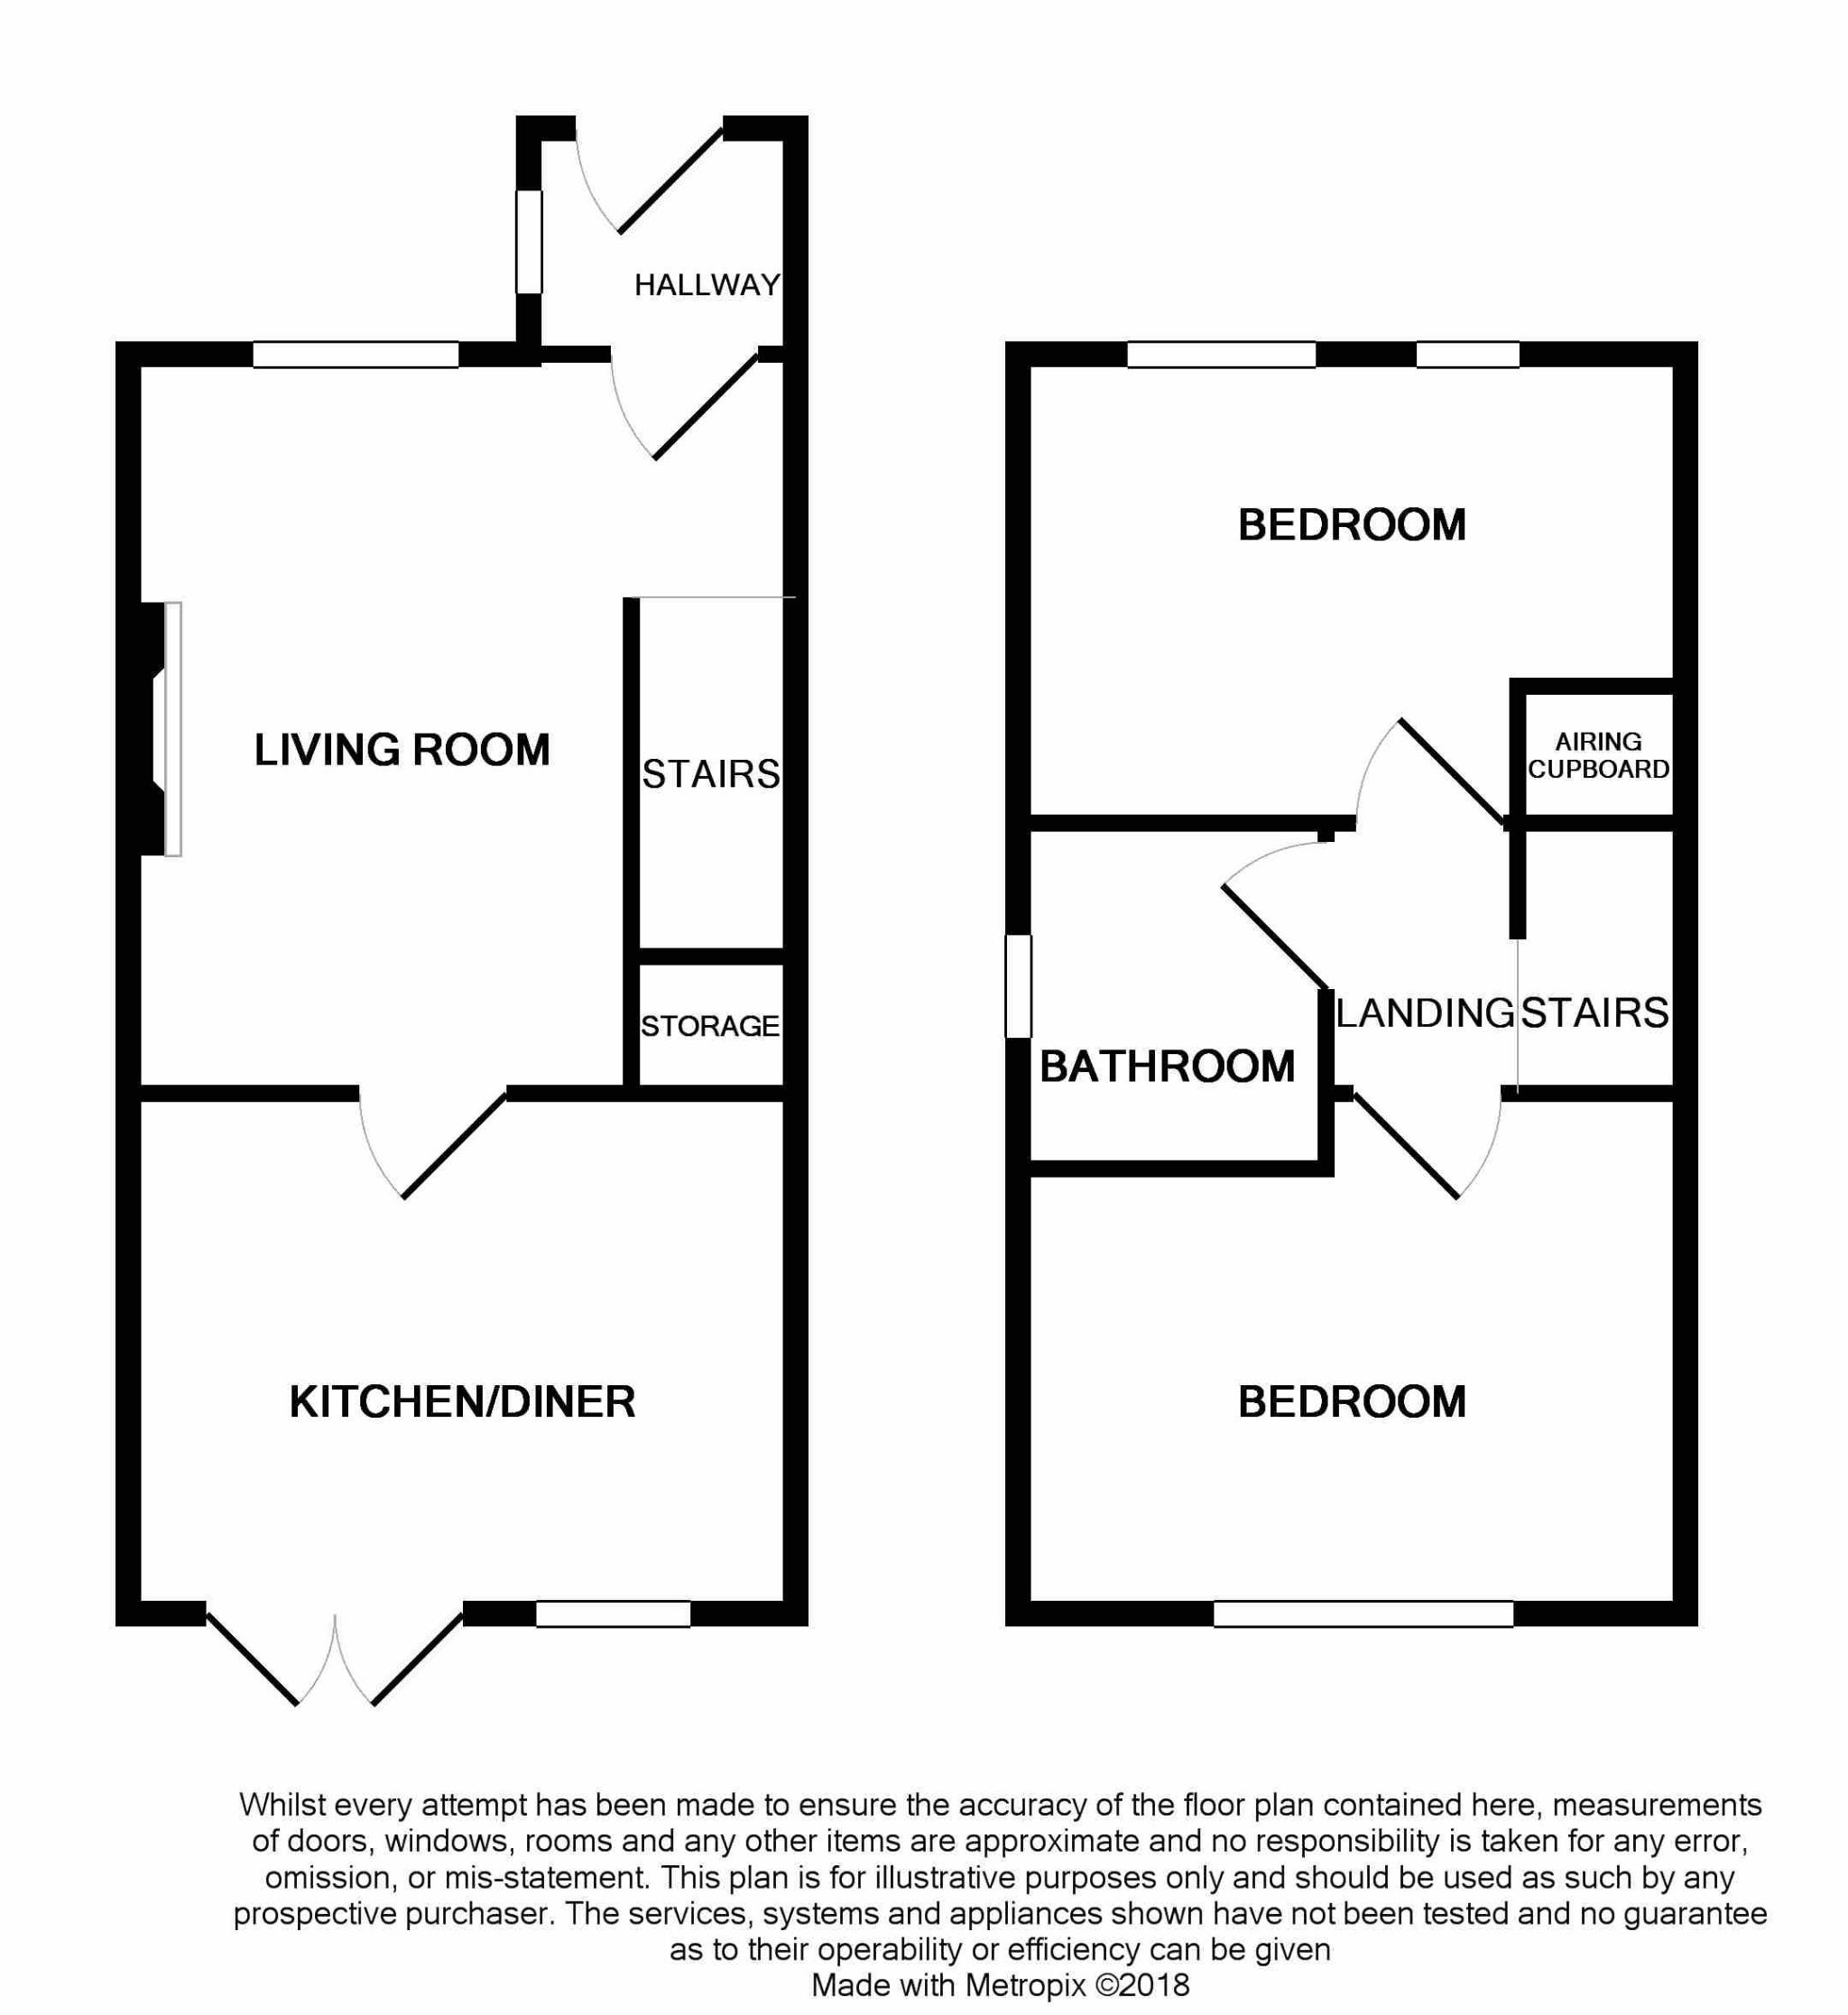 HALLWAY
LIVING ROOM
STAIRS
STORAGE
KITCHEN/DINER
BEDROOM
AIRING
CUPBOARD
LANDING
STAIRS
BATHROOM
BEDROOM
Whilst every attempt has been made to ensure the accuracy of the floor plan contained here, measurements
of doors, windows, rooms and any other items are approximate and no responsibility is taken for any error,
omission, or mis-statement. This plan is for illustrative purposes only and should be used as such by any
prospective purchaser. The services, systems and appliances shown have not been tested and no guarantee
as to their operability or efficiency can be given
Made with Metropix ©2018